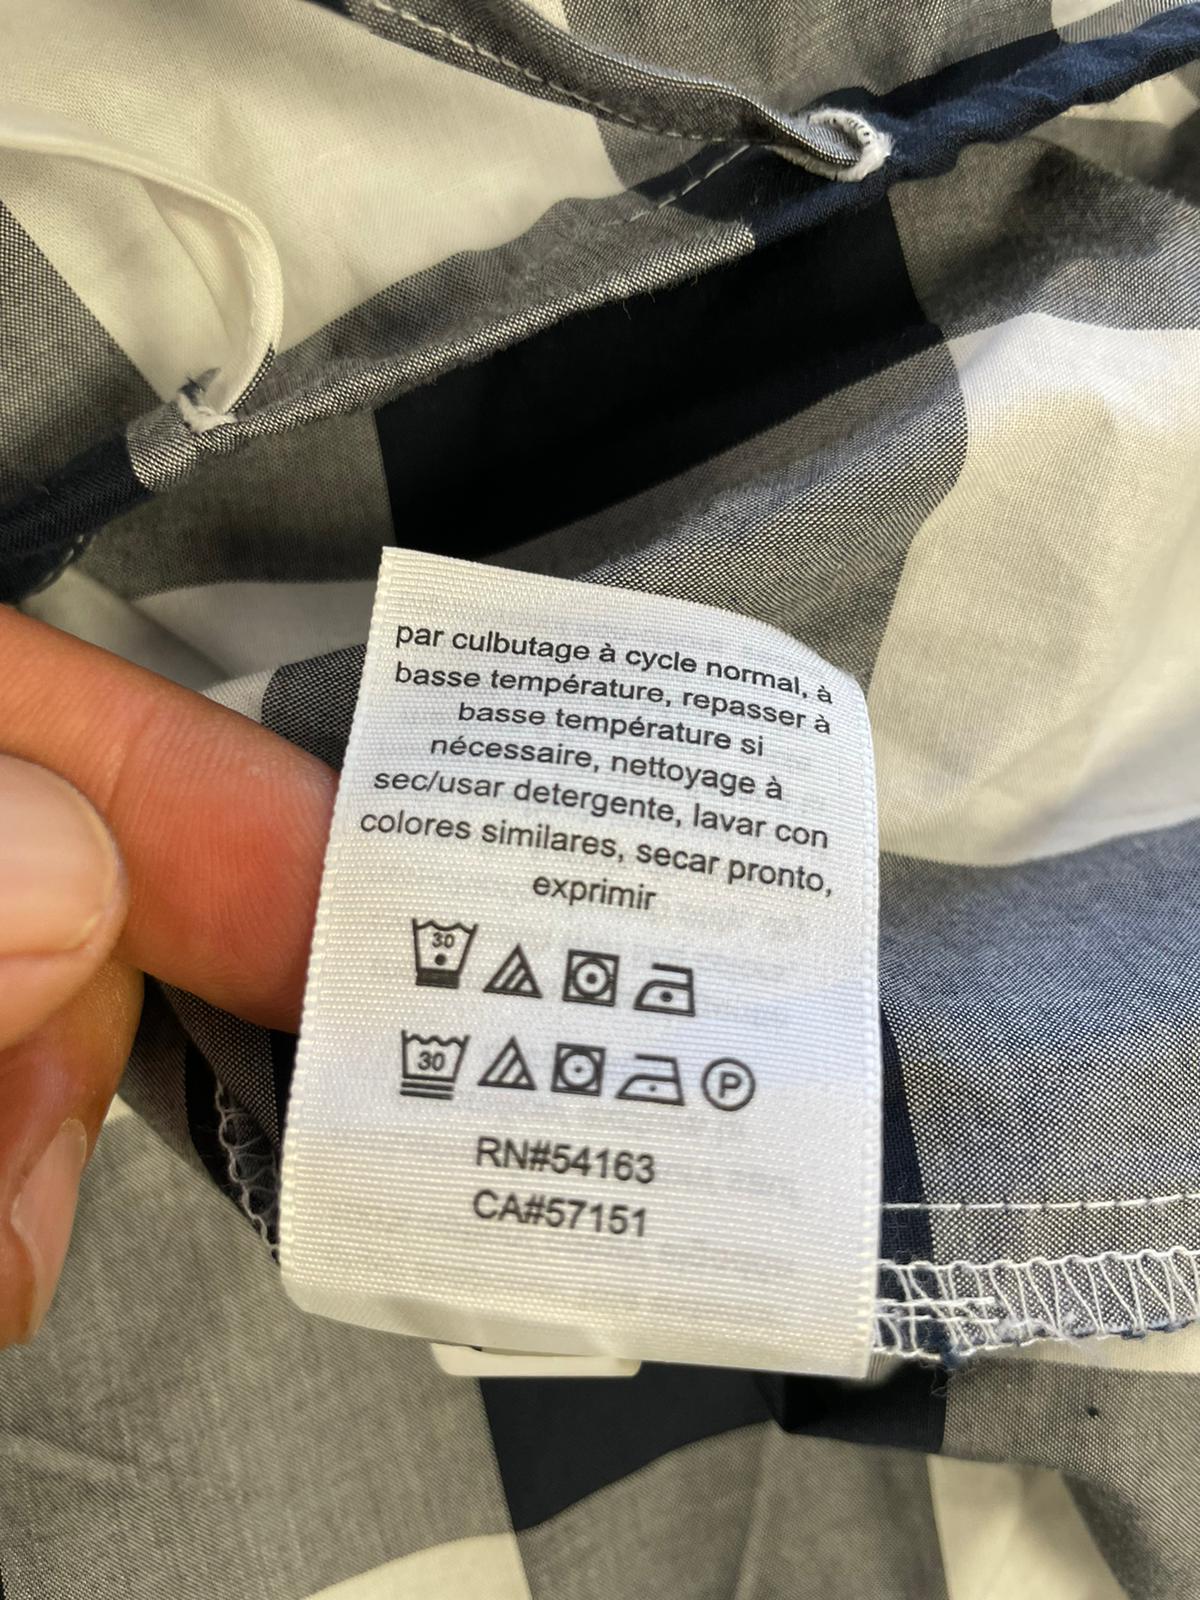 par culbutage à cycle normal, à
basse température, repasser à
basse température si
nécessaire, nettoyage à
sec/usar detergente, lavar con
colores similares, secar pronto,
exprimir
30
30 P
RN#54163
CA#57151